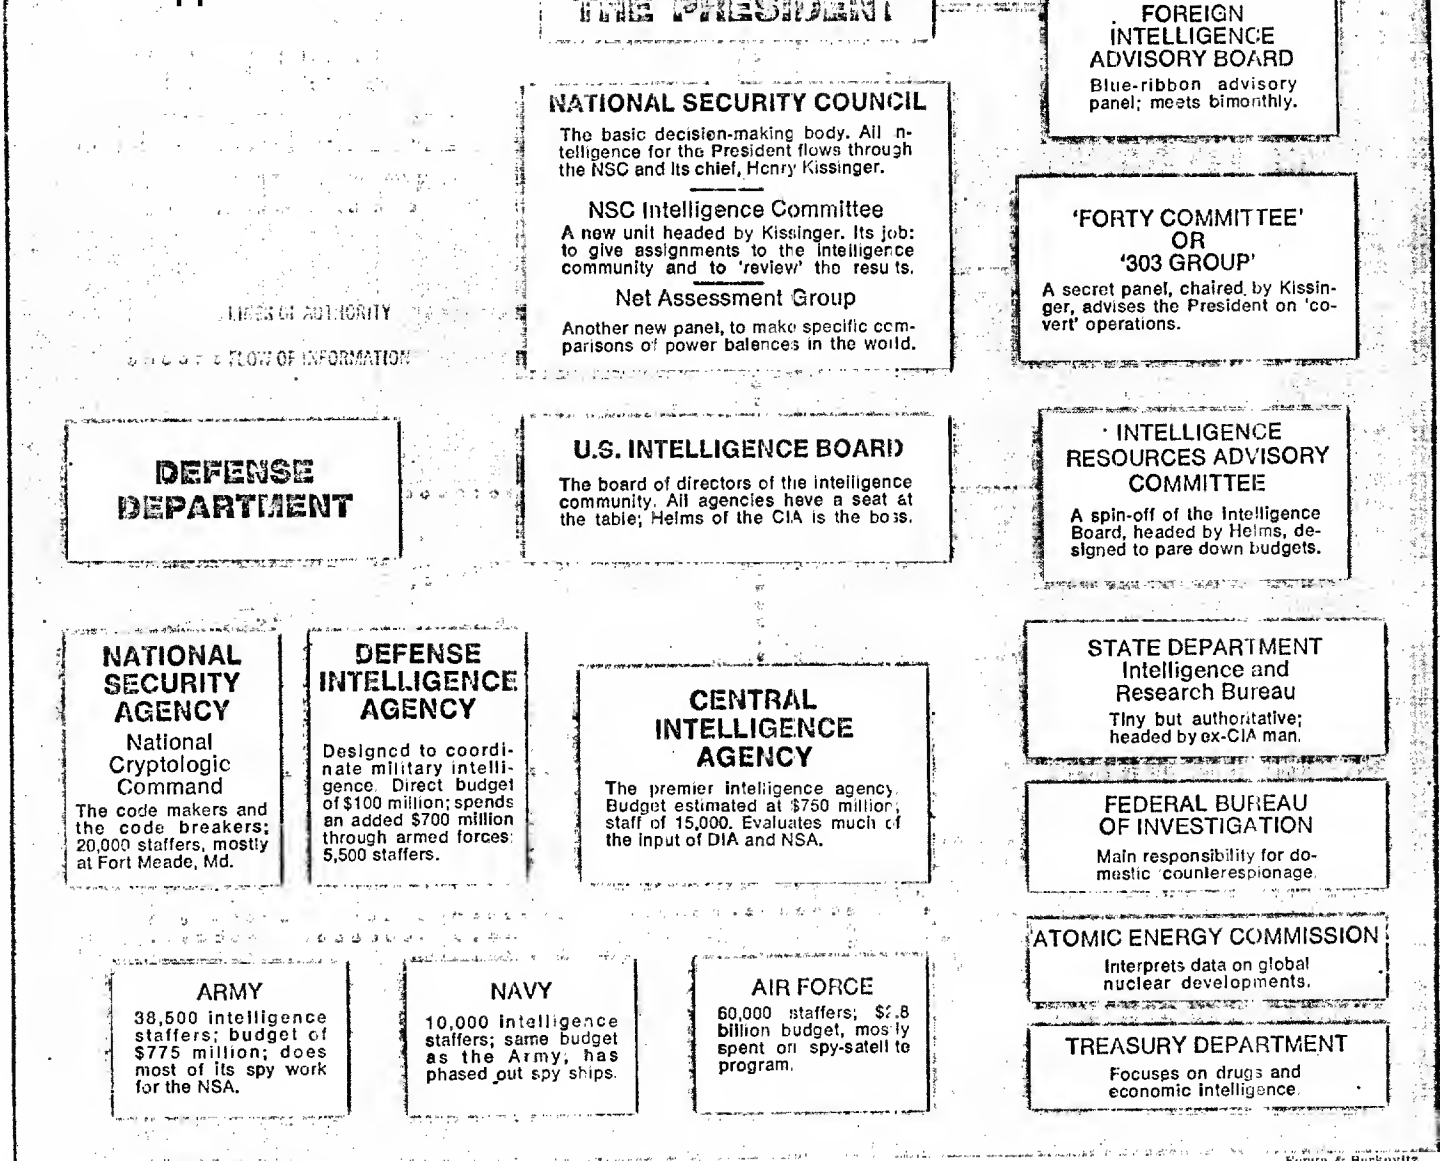 THE PRESIDENT
FOREIGN
INTELLIGENCE
ADVISORY BOARD
Blue-ribbon advisory
panel; meets bimonthly.
NATIONAL SECURITY COUNCIL
The basic decision-making body. All n-
telligence for the President flows through
the NSC and its chief, Henry Kissinger.
NSC Intelligence Committee
A new unit headed by Kissinger. Its job:
to give assignments to the intelligence
community and to 'review' the results.
Net Assessment Group
Another new panel, to make specific com-
parisons of power balances in the world.
'FORTY COMMITTEE'
OR
'303 GROUP'
A secret panel, chaired by Kissin-
ger, advises the President on 'co-
vert' operations.
LINES OF AUTHORITY
FLOW OF INFORMATION
DEFENSE
DEPARTMENT
U.S. INTELLIGENCE BOARD
The board of directors of the intelligence
community. All agencies have a seat at
the table; Helms of the CIA is the boss.
INTELLIGENCE
RESOURCES ADVISORY
COMMITTEE
A spin-off of the Intelligence
Board, headed by Helms, de-
signed to pare down budgets.
NATIONAL
SECURITY
AGENCY
National
Cryptologic
Command
The code makers and
the code breakers;
20,000 staffers, mostly
at Fort Meade, Md.
DEFENSE
INTELLIGENCE
AGENCY
Designed to coordi-
nate military intelli-
gence. Direct budget
of $100 million; spends
an added $700 million
through armed forces;
5,500 staffers.
CENTRAL
INTELLIGENCE
AGENCY
The premier intelligence agency.
Budget estimated at $750 million;
staff of 15,000. Evaluates much of
the input of DIA and NSA.
STATE DEPARTMENT
Intelligence and
Research Bureau
Tiny but authoritative;
headed by ex-CIA man.
FEDERAL BUREAU
OF INVESTIGATION
Main responsibility for do-
mestic counterespionage.
ATOMIC ENERGY COMMISSION
Interprets data on global
nuclear developments.
TREASURY DEPARTMENT
Focuses on drugs and
economic intelligence.
ARMY
38,500 intelligence
staffers; budget of
$775 million; does
most of its spy work
for the NSA.
NAVY
10,000 intelligence
staffers; same budget
as the Army; has
phased out spy ships.
AIR FORCE
60,000 staffers;
billion budget, mostly
spent on spy-satellite
program.